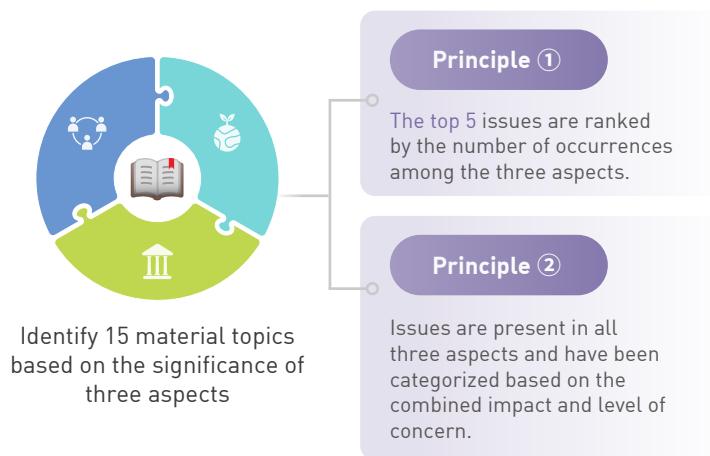 Principle ①
The top 5 issues are ranked
by the number of occurrences
among the three aspects.
Identify 15 material topics
based on the significance of
three aspects
Principle ②
Issues are present in all
three aspects and have been
categorized based on the
combined impact and level of
concern.